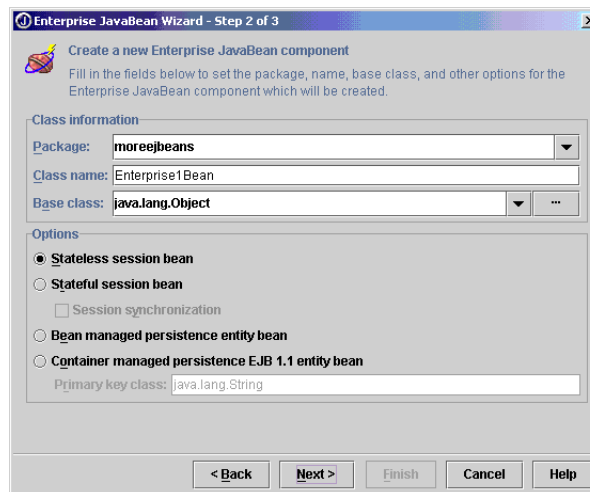 Enterprise JavaBean Wizard - Step 2 of 3
Create a new Enterprise JavaBean component
Fill in the fields below to set the package, name, base class, and other options for the
Enterprise JavaBean component which will be created.
Class information
Package: moreejbeans
Class name: Enterprise1Bean
Base class: java.lang.Object ...
Options
Stateless session bean
Stateful session bean
Session synchronization
Bean managed persistence entity bean
Container managed persistence EJB 1.1 entity bean
Primary key class: java.lang.String
< Back Next > Finish Cancel Help